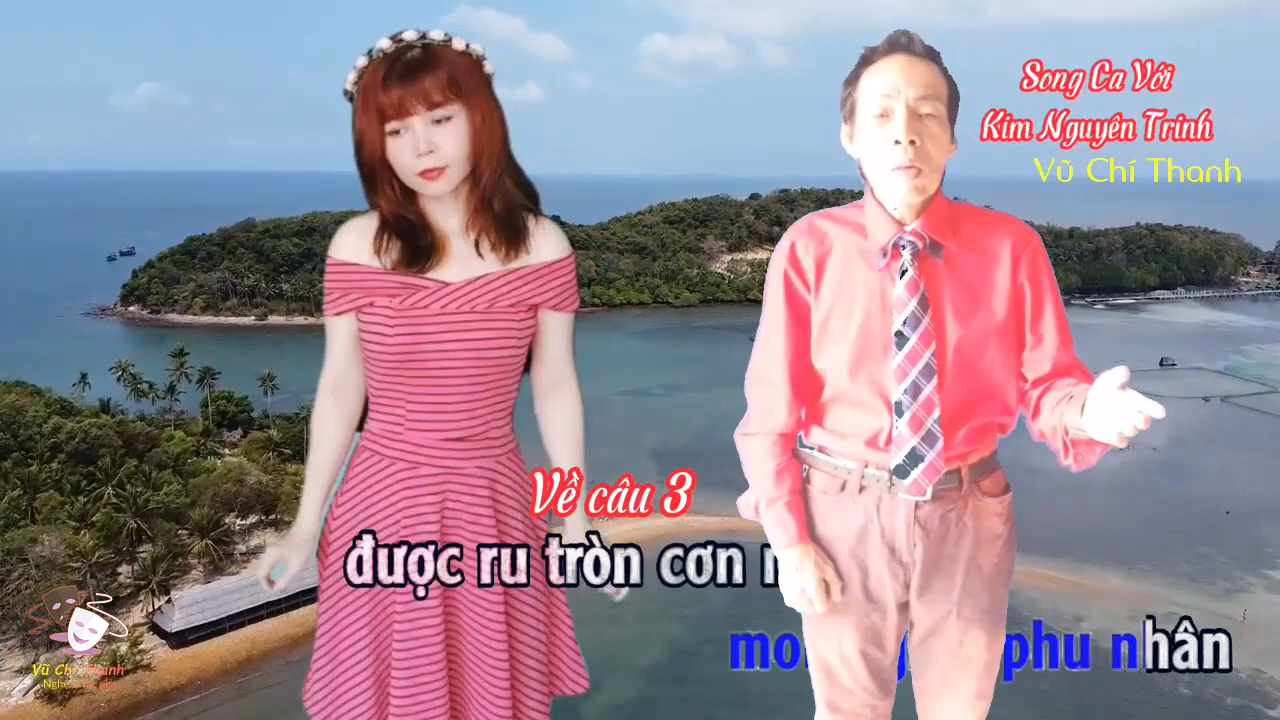 Song Ca Với
Kim Nguyên Trinh
Vũ Chí Thanh
Về câu 3
được ru tròn cơn
phu nhân
Vũ Chí Thanh